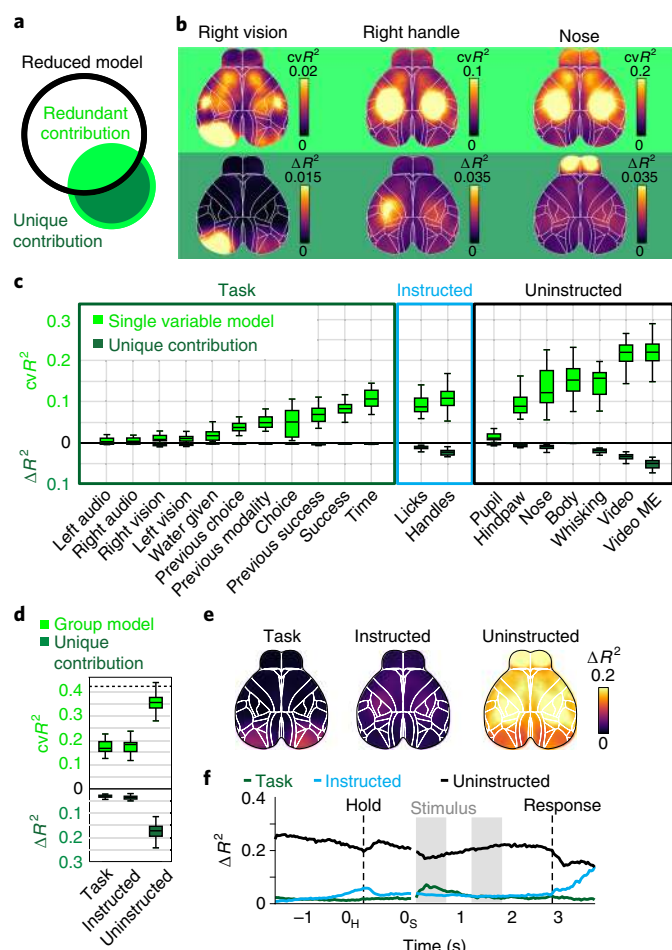 a
Reduced model
Redundant
contribution
Unique
contribution
b
Right vision
Right handle
Nose
cvR²
0.02
0
cvR²
0.1
0
cvR²
0.2
0
ΔR²
0.015
0
ΔR²
0.035
0
ΔR²
0.035
0
c
Task
Instructed
Uninstructed
Single variable model
Unique contribution
cvR²
ΔR²
0.3
0.2
0.1
0
0.1
Left audio
Right audio
Right vision
Left vision
Water given
Previous choice
Previous modality
Choice
Previous success
Success
Time
Licks
Handles
Pupil
Hindpaw
Nose
Body
Whisking
Video
Video ME
d
Group model
Unique
contribution
cvR²
ΔR²
0.4
0.3
0.2
0.1
0
0.1
0.2
0.3
Task
Instructed
Uninstructed
e
Task
Instructed
Uninstructed
ΔR²
0.2
0
f
Task
Instructed
Uninstructed
0.4
0.2
0
ΔR²
Hold
Stimulus
Response
–1
0H
0S
1
2
3
Time (s)